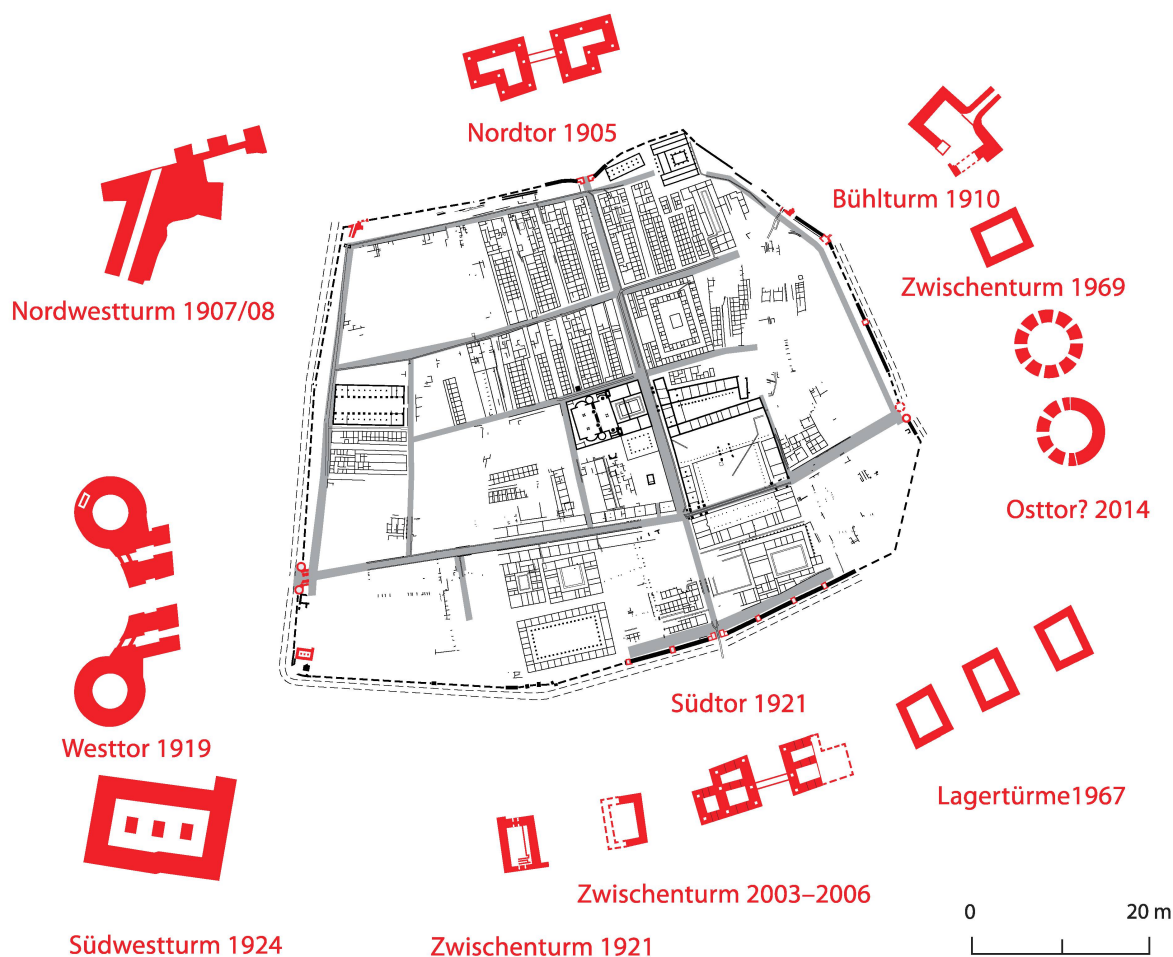 Nordtor 1905
Bühlturm 1910
Zwischenturm 1969
Nordwestturm 1907/08
Osttor? 2014
Südtor 1921
Westtor 1919
Lagertürme1967
Zwischenturm 2003–2006
Südwestturm 1924
Zwischenturm 1921
0 20 m